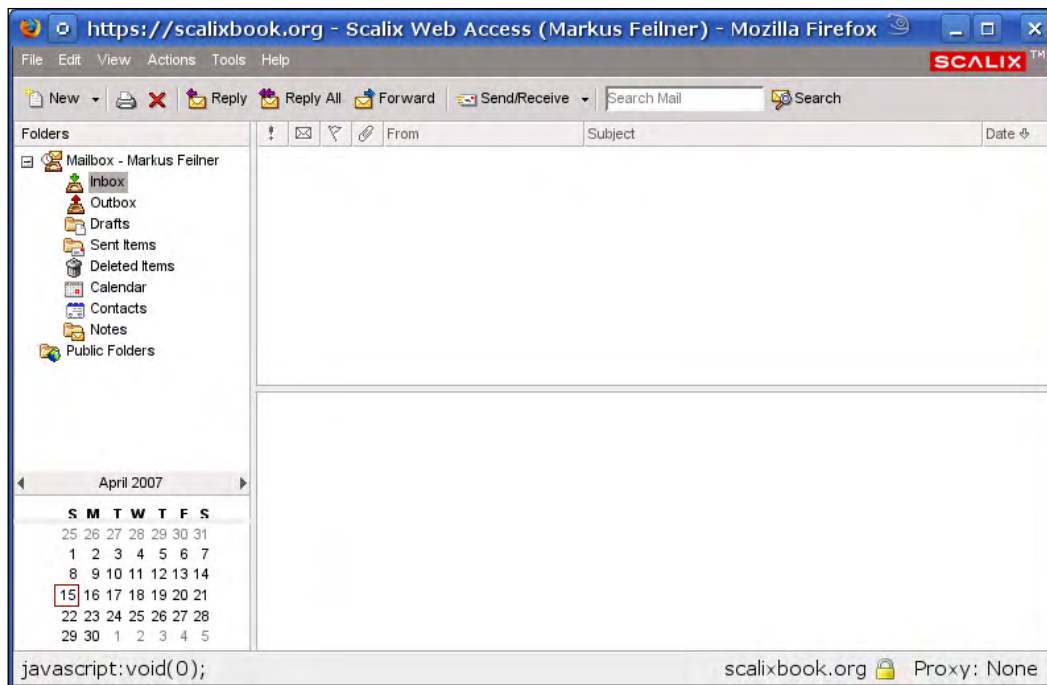 https://scalixbook.org - Scalix Web Access (Markus Feilner) - Mozilla Firefox
File Edit View Actions Tools Help SCALIX TM
New Reply Reply All Forward Send/Receive Search Mail Search
Folders ! From Subject Date
Mailbox - Markus Feilner
Inbox
Outbox
Drafts
Sent Items
Deleted Items
Calendar
Contacts
Notes
Public Folders
April 2007
S M T W T F S
25 26 27 28 29 30 31
1 2 3 4 5 6 7
8 9 10 11 12 13 14
15 16 17 18 19 20 21
22 23 24 25 26 27 28
29 30 1 2 3 4 5
javascript:void(0); scalixbook.org Proxy: None